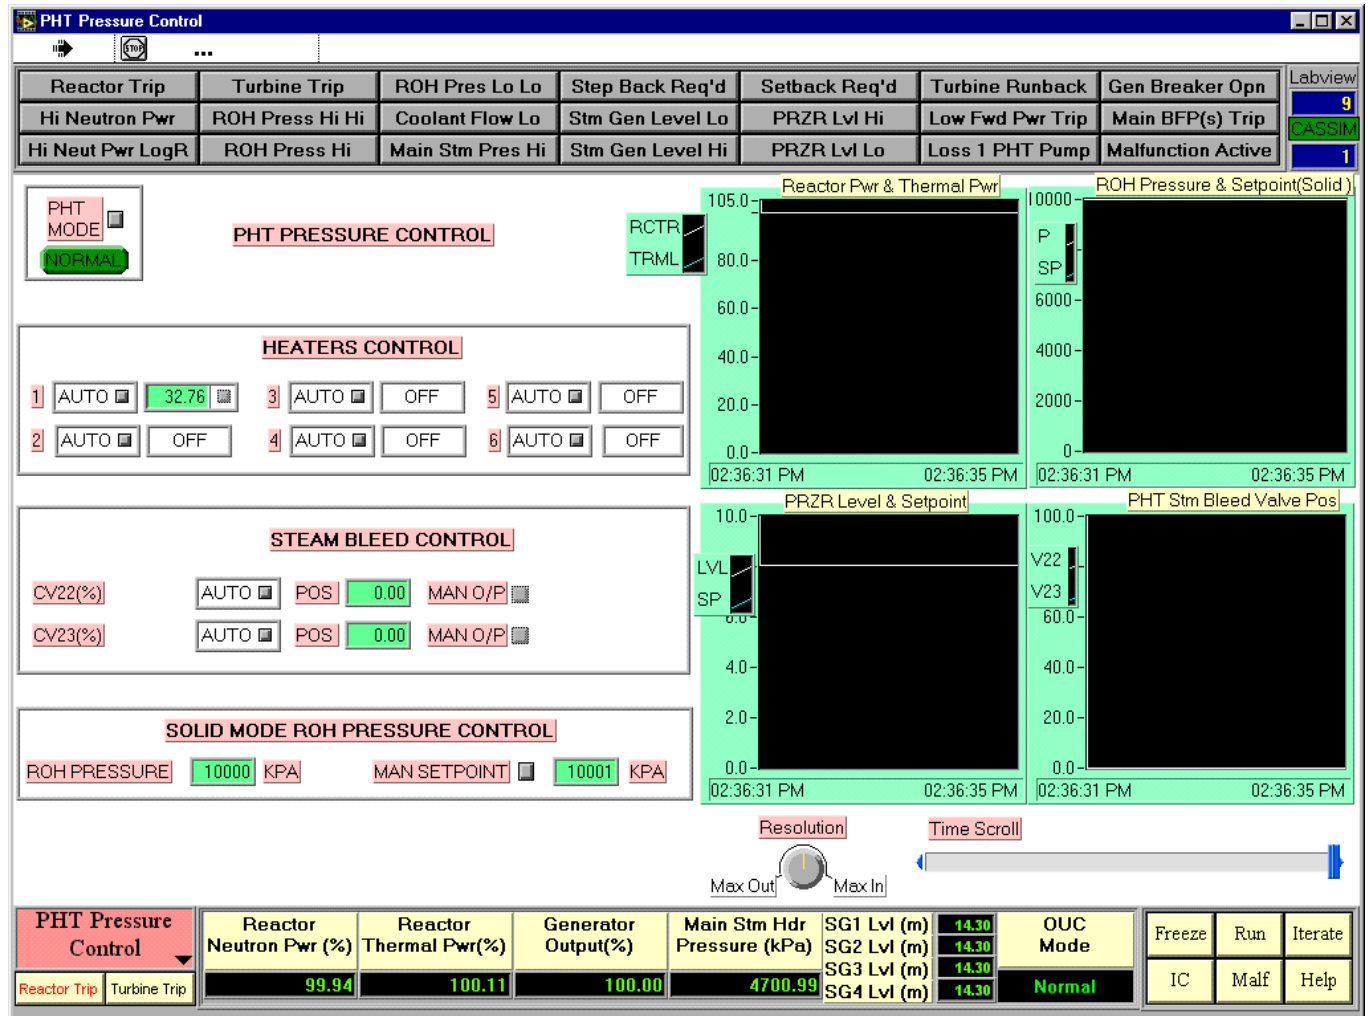 PHT Pressure Control
STOP ...
Reactor Trip Turbine Trip ROH Pres Lo Lo Step Back Req'd Setback Req'd Turbine Runback Gen Breaker Opn Labview
Hi Neutron Pwr ROH Press Hi Hi Coolant Flow Lo Stm Gen Level Lo PRZR Lvl Hi Low Fwd Pwr Trip Main BFP(s) Trip 9
CASSIM
Hi Neut Pwr LogR ROH Press Hi Main Stm Pres Hi Stm Gen Level Hi PRZR Lvl Lo Loss 1 PHT Pump Malfunction Active 1
PHT
MODE
NORMAL
PHT PRESSURE CONTROL
HEATERS CONTROL
1 AUTO 32.76 3 AUTO OFF 5 AUTO OFF
2 AUTO OFF 4 AUTO OFF 6 AUTO OFF
STEAM BLEED CONTROL
CV22(%) AUTO POS 0.00 MAN O/P
CV23(%) AUTO POS 0.00 MAN O/P
SOLID MODE ROH PRESSURE CONTROL
ROH PRESSURE 10000 KPA MAN SETPOINT 10001 KPA
Reactor Pwr & Thermal Pwr
RCTR
TRML
105.0
80.0
60.0
40.0
20.0
0.0
02:36:31 PM 02:36:35 PM
ROH Pressure & Setpoint(Solid )
P
SP
10000
6000
4000
2000
0
02:36:31 PM 02:36:35 PM
PRZR Level & Setpoint
LVL
SP
10.0
6.0
4.0
2.0
0.0
02:36:31 PM 02:36:35 PM
PHT Stm Bleed Valve Pos
V22
V23
100.0
60.0
40.0
20.0
0.0
02:36:31 PM 02:36:35 PM
Resolution
Max Out Max In
Time Scroll
PHT Pressure
Control
Reactor Trip Turbine Trip
Reactor
Neutron Pwr (%)
99.94
Reactor
Thermal Pwr(%)
100.11
Generator
Output(%)
100.00
Main Stm Hdr
Pressure (kPa)
4700.99
SG1 Lvl (m) 14.30
SG2 Lvl (m) 14.30
SG3 Lvl (m) 14.30
SG4 Lvl (m) 14.30
OUC
Mode
Normal
Freeze Run Iterate
IC Malf Help